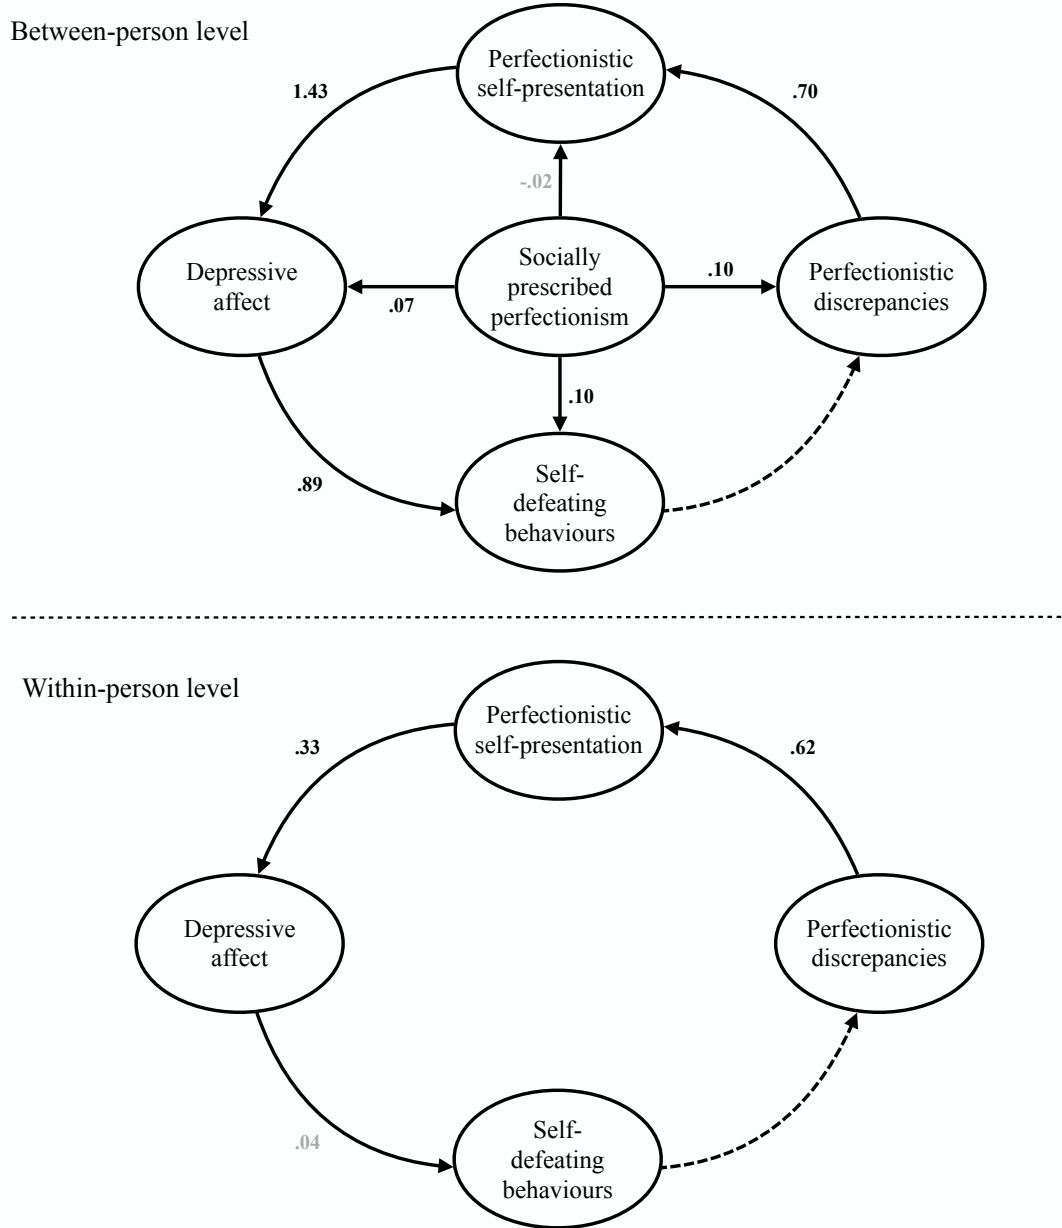 Between-person level
Perfectionistic
self-presentation
1.43
.70
-.02
Depressive
affect
Socially
prescribed
perfectionism
Perfectionistic
discrepancies
.07
.10
.10
.89
Self-
defeating
behaviours
Within-person level
Perfectionistic
self-presentation
.33
.62
Depressive
affect
Perfectionistic
discrepancies
.04
Self-
defeating
behaviours